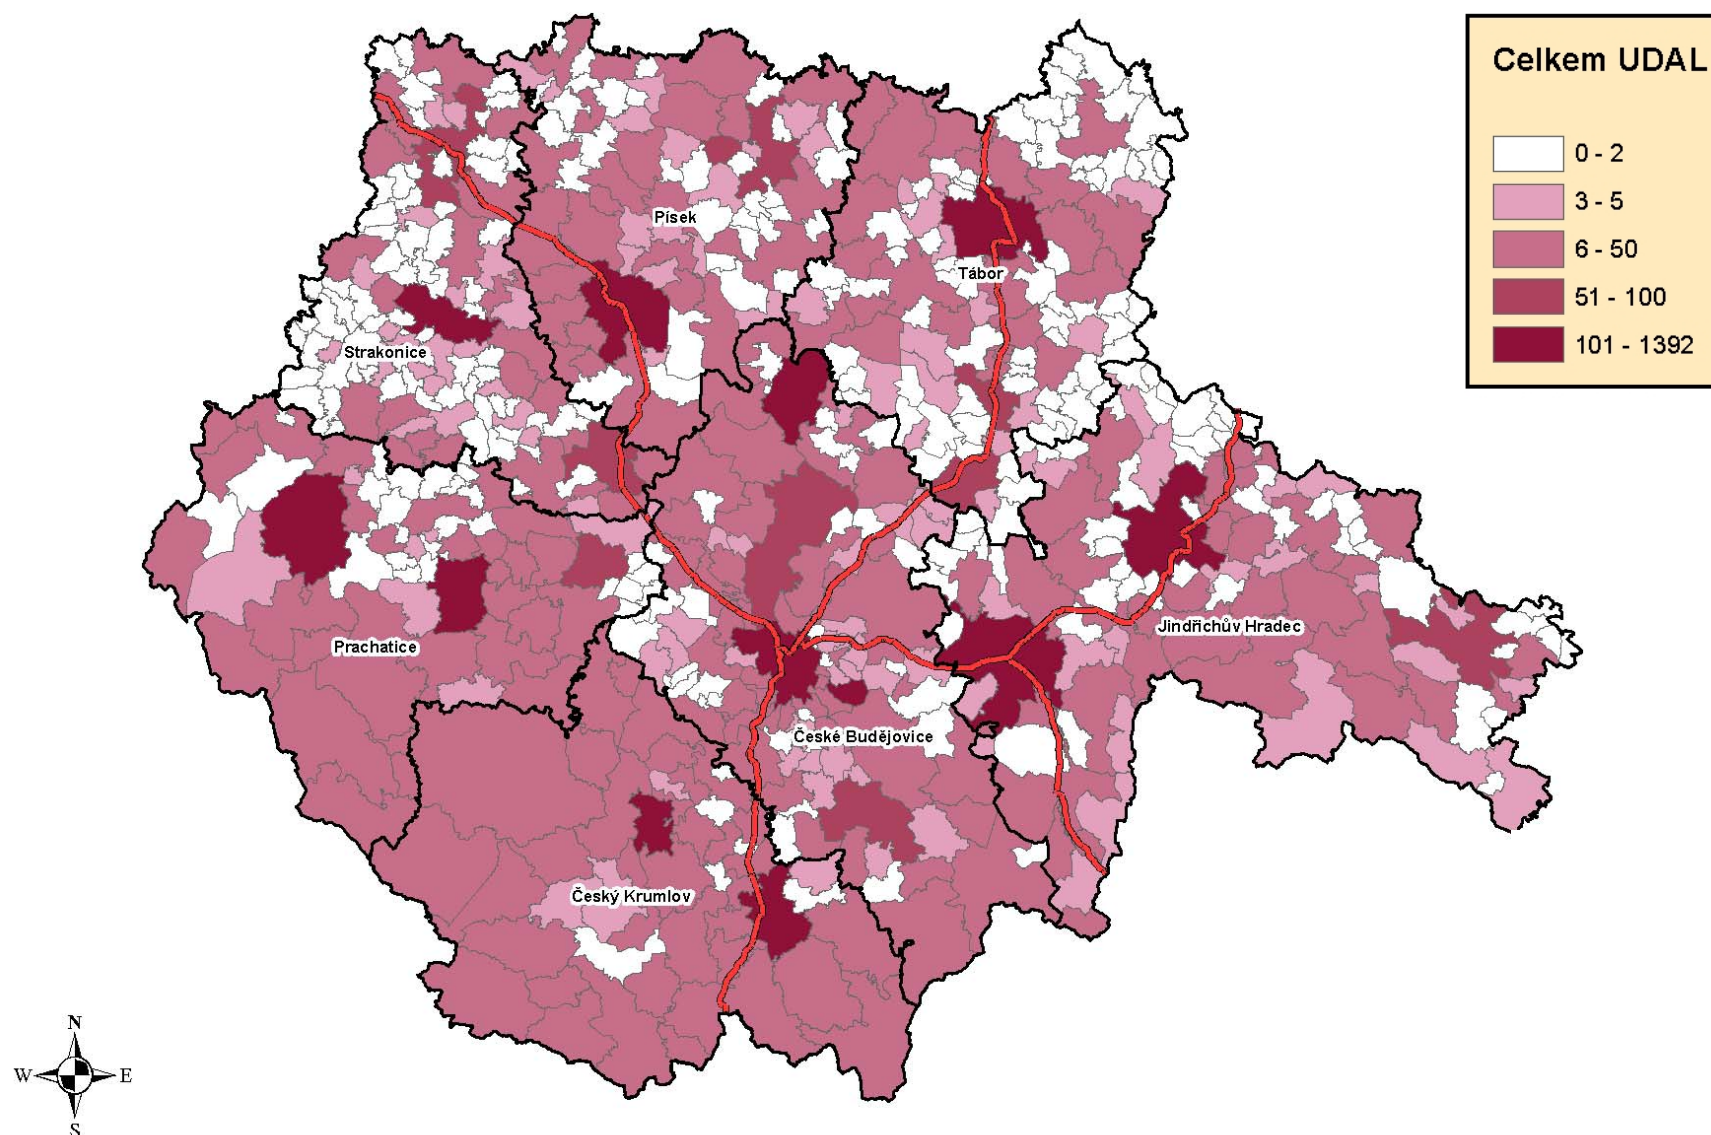 Celkem UDAL
0 - 2
3 - 5
6 - 50
51 - 100
101 - 1392
Písek
Tábor
Strakonice
Jindřichův Hradec
Prachatice
České Budějovice
Český Krumlov
N
W E
S